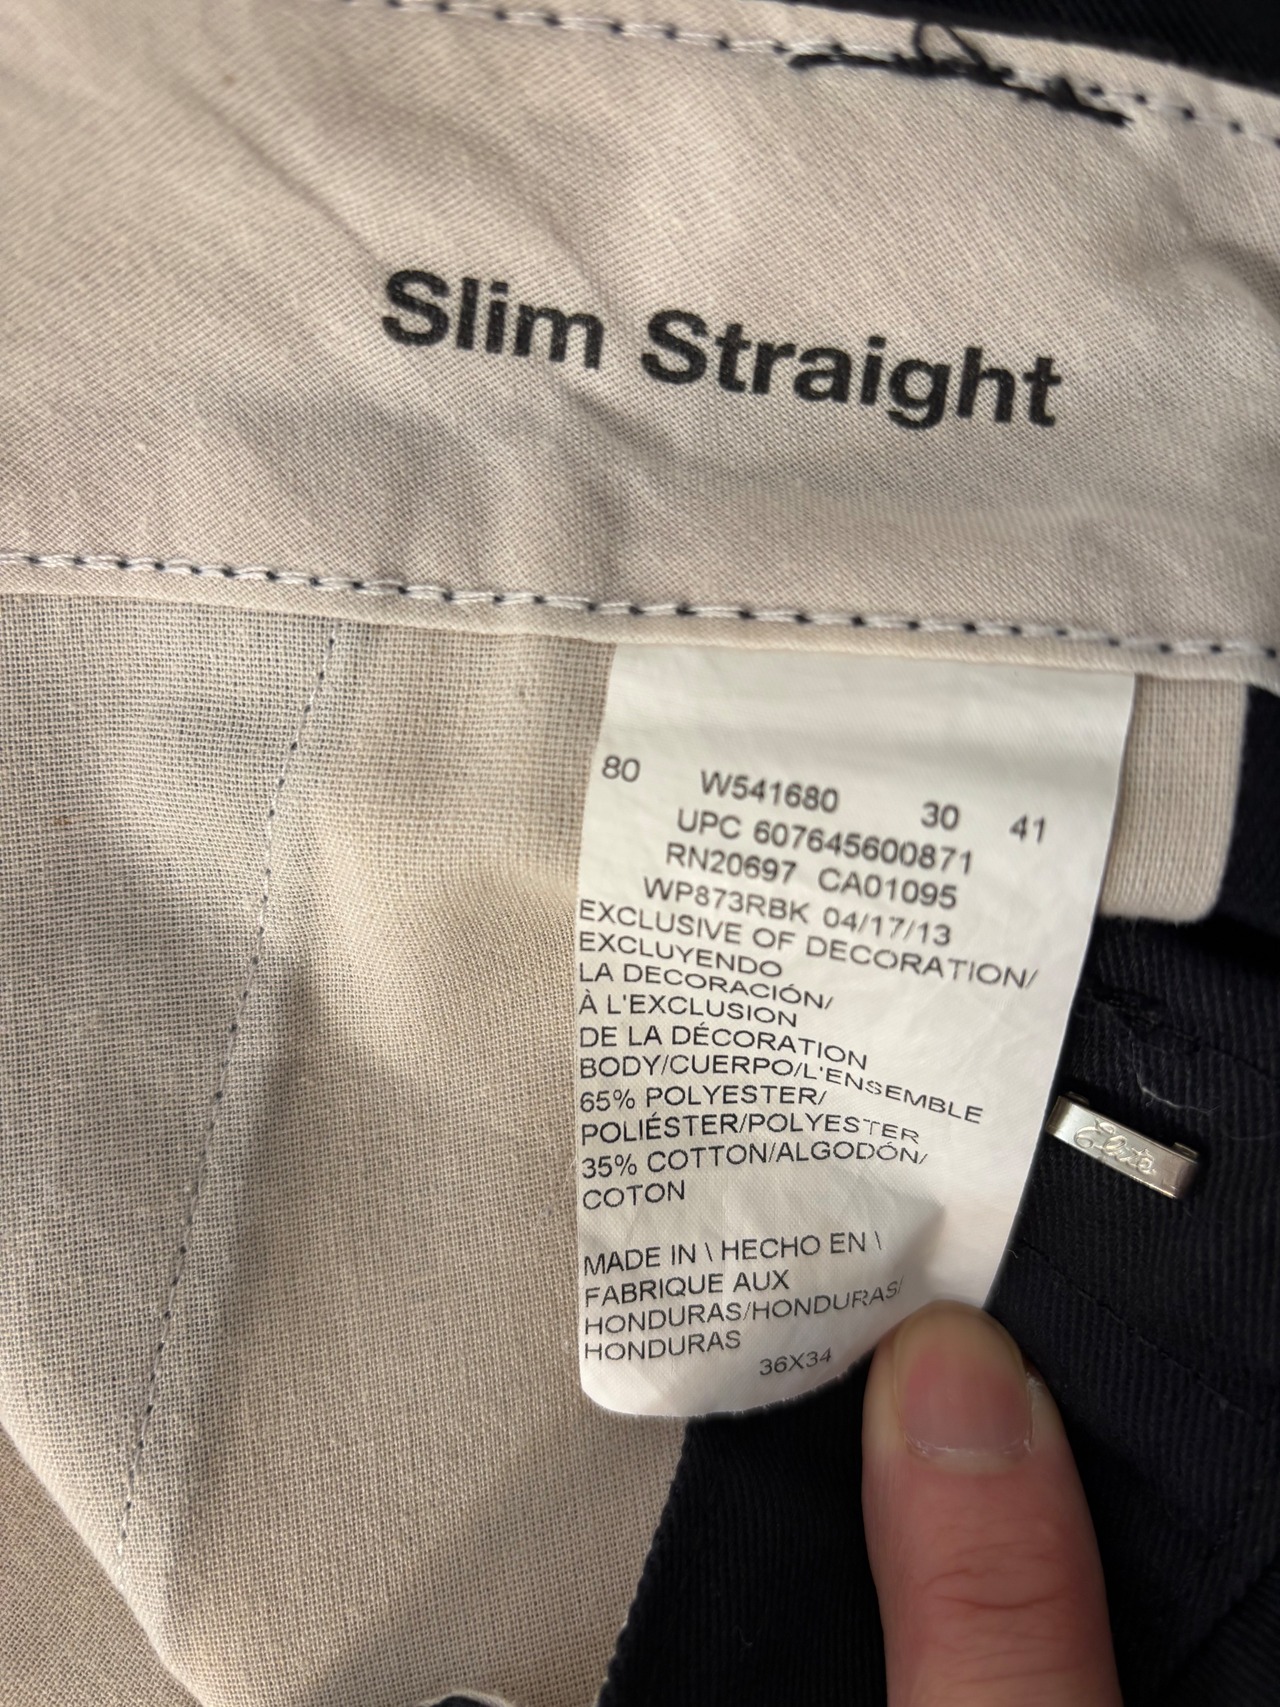 Slim Straight
80 W541680 30 41
UPC 607645600871
RN20697 CA01095
WP873RBK 04/17/13
EXCLUSIVE OF DECORATION/
EXCLUYENDO
LA DECORACIÓN/
À L'EXCLUSION
DE LA DÉCORATION
BODY/CUERPO/L'ENSEMBLE
65% POLYESTER/
POLIÉSTER/POLYESTER
35% COTTON/ALGODÓN/
COTON
MADE IN \ HECHO EN \
FABRIQUE AUX
HONDURAS/HONDURAS/
HONDURAS
36X34
Elite